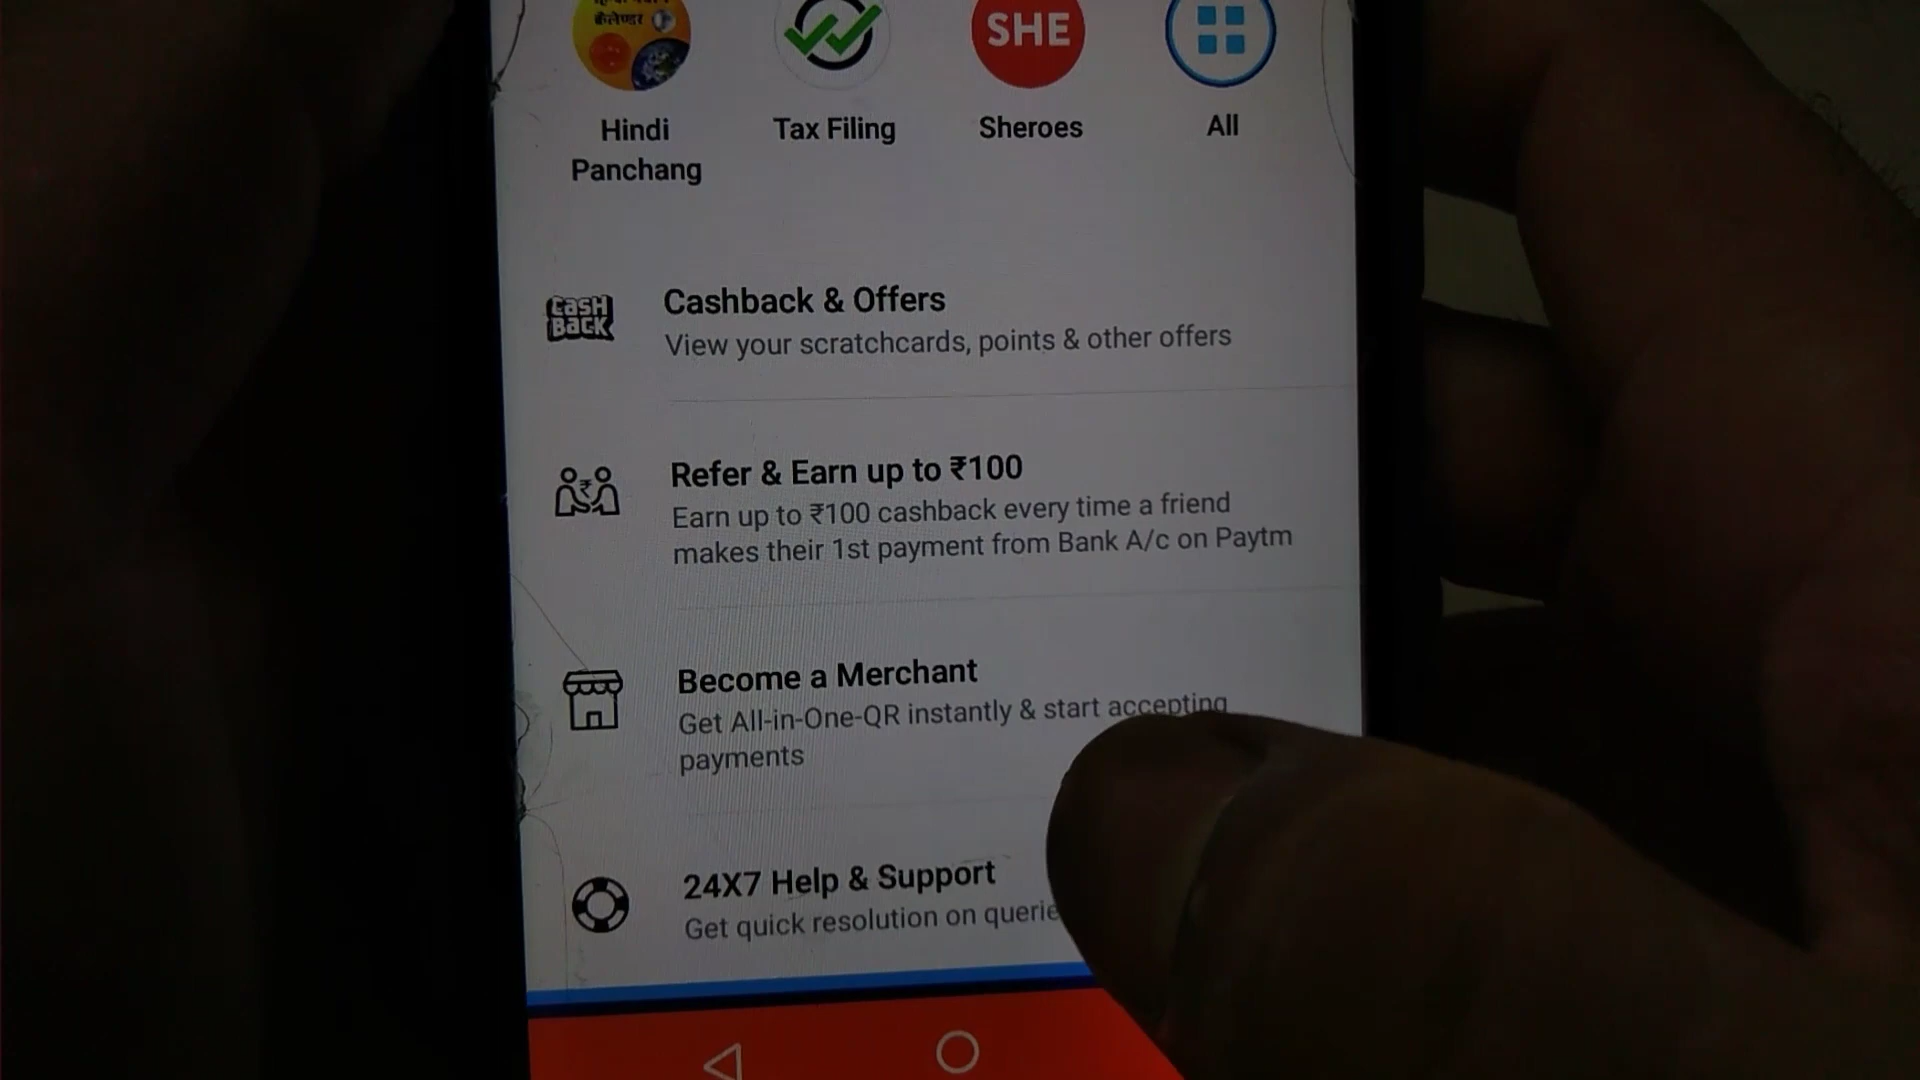 कैलेण्डर
SHE
Hindi
Panchang
Tax Filing
Sheroes
All
CASH
BACK
Cashback & Offers
View your scratchcards, points & other offers
Refer & Earn up to ₹100
Earn up to ₹100 cashback every time a friend
makes their 1st payment from Bank A/c on Paytm
Become a Merchant
Get All-in-One-QR instantly & start accepting
payments
24X7 Help & Support
Get quick resolution on querie